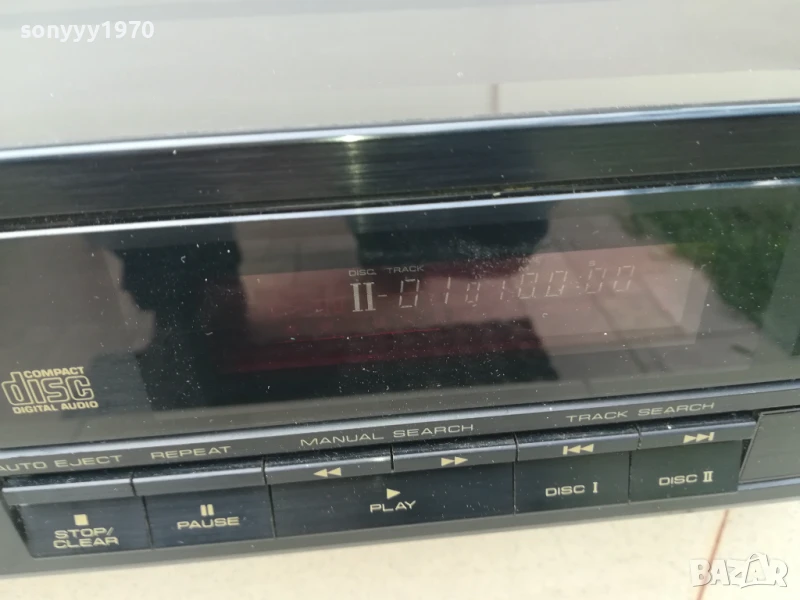 sonyyy1970
DISC TRACK
II-01 01 00:00
COMPACT
disc
DIGITAL AUDIO
AUTO EJECT REPEAT MANUAL SEARCH TRACK SEARCH
STOP/
CLEAR
PAUSE
PLAY
DISC I
DISC II
BAZAR